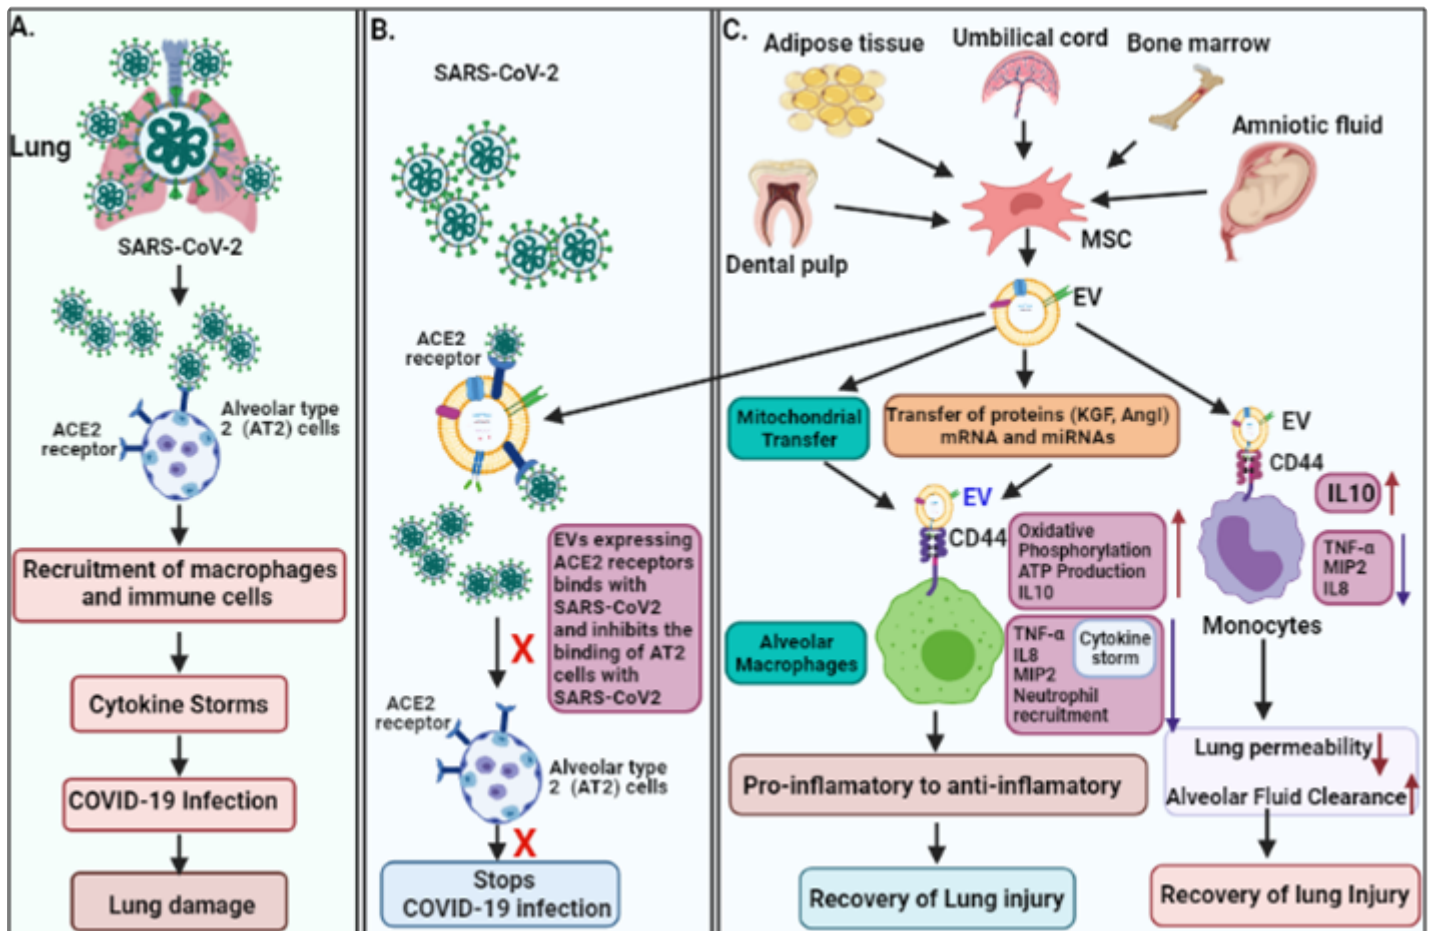 A.
Lung
SARS-CoV-2
ACE2
receptor
Alveolar type
2 (AT2) cells
Recruitment of macrophages
and immune cells
Cytokine Storms
COVID-19 Infection
Lung damage
B.
SARS-CoV-2
ACE2
receptor
EVs expressing
ACE2 receptors
binds with
SARS-CoV2
and inhibits the
binding of AT2
cells with
SARS-CoV2
X
ACE2
receptor
Alveolar type
2 (AT2) cells
X
Stops
COVID-19 infection
C.
Adipose tissue
Umbilical cord
Bone marrow
Amniotic fluid
Dental pulp
MSC
EV
Mitochondrial
Transfer
Transfer of proteins (KGF, AngI)
mRNA and miRNAs
EV
CD44
IL10
TNF-α
MIP2
IL8
Monocytes
EV
CD44
Oxidative
Phosphorylation
ATP Production
IL10
Alveolar
Macrophages
TNF-α
IL8
MIP2
Neutrophil
recruitment
Cytokine
storm
Pro-inflamatory to anti-inflamatory
Recovery of Lung injury
Lung permeability
Alveolar Fluid Clearance
Recovery of lung Injury